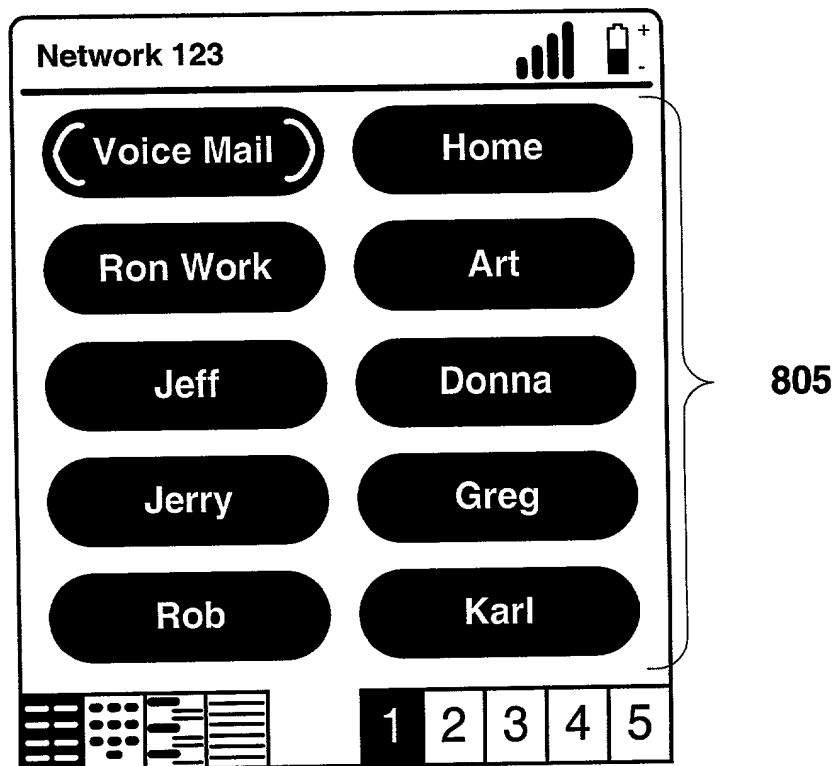 Network 123
+
-
Voice Mail Home
Ron Work Art
Jeff Donna
805
Jerry Greg
Rob Karl
1 2 3 4 5